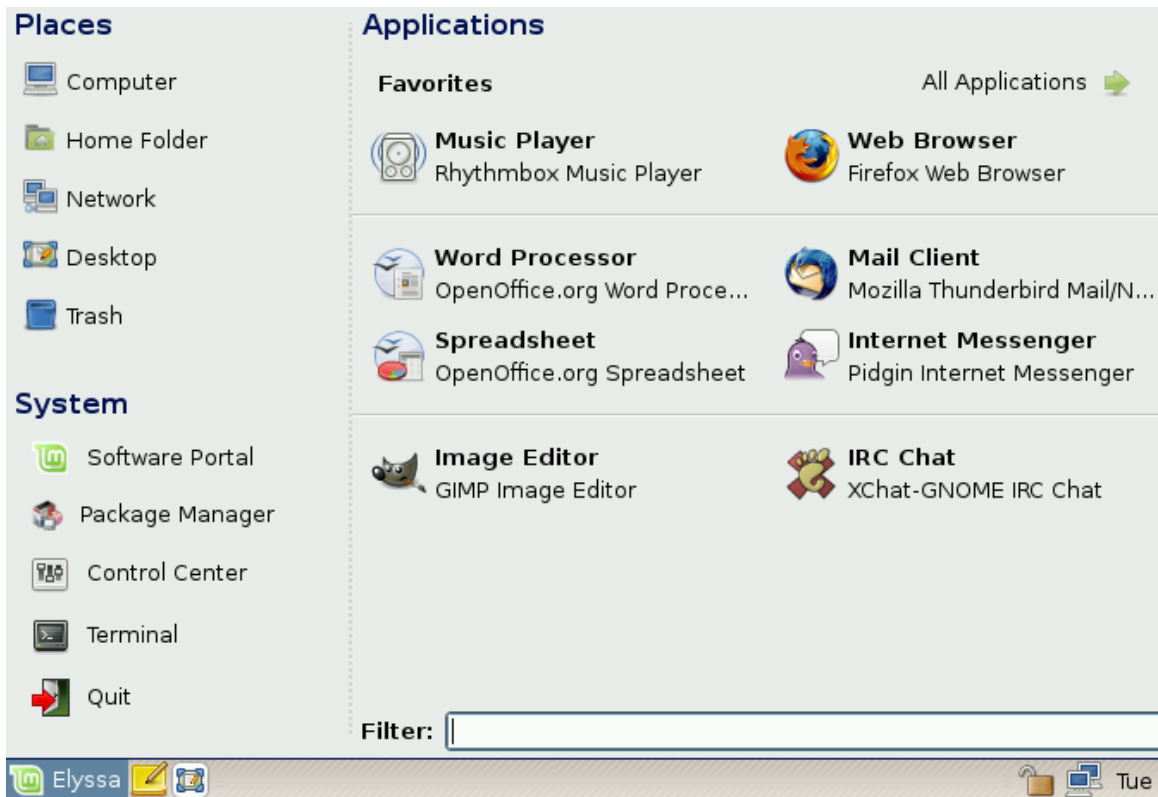 Places
Computer
Home Folder
Network
Desktop
Trash
System
Software Portal
Package Manager
Control Center
Terminal
Quit
Applications
Favorites
All Applications
Music Player
Rhythmbox Music Player
Web Browser
Firefox Web Browser
Word Processor
OpenOffice.org Word Proce...
Mail Client
Mozilla Thunderbird Mail/N...
Spreadsheet
OpenOffice.org Spreadsheet
Internet Messenger
Pidgin Internet Messenger
Image Editor
GIMP Image Editor
IRC Chat
XChat-GNOME IRC Chat
Filter:
Elyssa
Tue